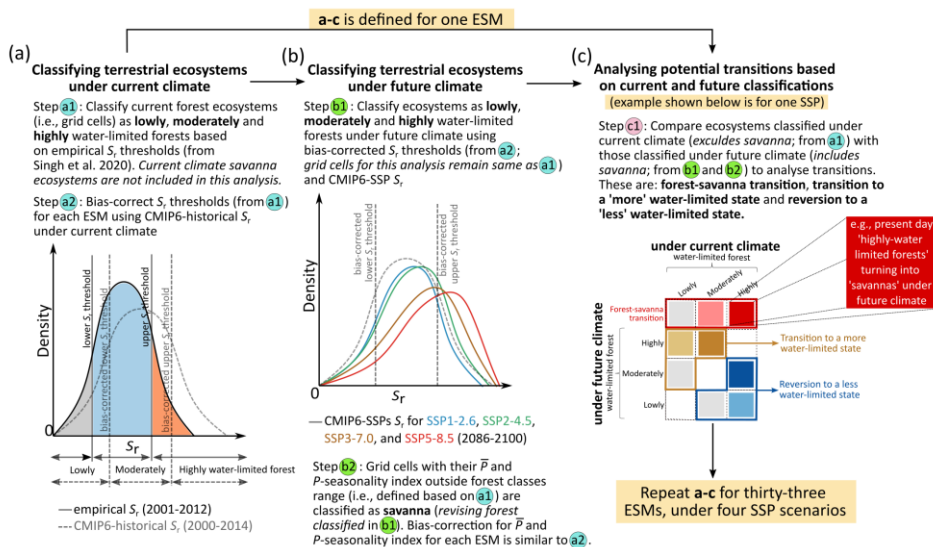 a-c is defined for one ESM
(a)
Classifying terrestrial ecosystems
under current climate
Step a1: Classify current forest ecosystems
(i.e., grid cells) as lowly, moderately and
highly water-limited forests based
on empirical Sr thresholds (from
Singh et al. 2020). Current climate savanna
ecosystems are not included in this analysis.
Step a2: Bias-correct Sr thresholds (from a1)
for each ESM using CMIP6-historical Sr
under current climate
Density
lower Sr threshold
bias-corrected lower Sr threshold
upper Sr threshold
bias-corrected upper Sr threshold
0
Sr
Lowly
Moderately
Highly water-limited forest
empirical Sr (2001-2012)
CMIP6-historical Sr (2000-2014)
(b)
Classifying terrestrial ecosystems
under future climate
Step b1: Classify ecosystems as lowly,
moderately and highly water-limited
forests under future climate using
bias-corrected Sr thresholds (from a2;
grid cells for this analysis remain same as a1)
and CMIP6-SSP Sr
Density
bias-corrected
lower Sr threshold
bias-corrected
upper Sr threshold
0
Sr
CMIP6-SSPs Sr for SSP1-2.6, SSP2-4.5,
SSP3-7.0, and SSP5-8.5 (2086-2100)
Step b2: Grid cells with their P̅ and
P-seasonality index outside forest classes
range (i.e., defined based on a1) are
classified as savanna (revising forest
classified in b1). Bias-correction for P̅ and
P-seasonality index for each ESM is similar to a2.
(c)
Analysing potential transitions based
on current and future classifications
(example shown below is for one SSP)
Step c1: Compare ecosystems classified under
current climate (exculdes savanna; from a1) with
those classified under future climate (includes
savanna; from b1 and b2) to analyse transitions.
These are: forest-savanna transition, transition to
a 'more' water-limited state and reversion to
a 'less' water-limited state.
under current climate
water-limited forest
Lowly
Moderately
Highly
under future climate
water-limited forest
Forest-savanna
transition
Highly
Moderately
Lowly
e.g., present day
'highly-water
limited forests'
turning into
'savannas' under
future climate
Transition to a more
water-limited state
Reversion to a less
water-limited state
Repeat a-c for thirty-three
ESMs, under four SSP scenarios